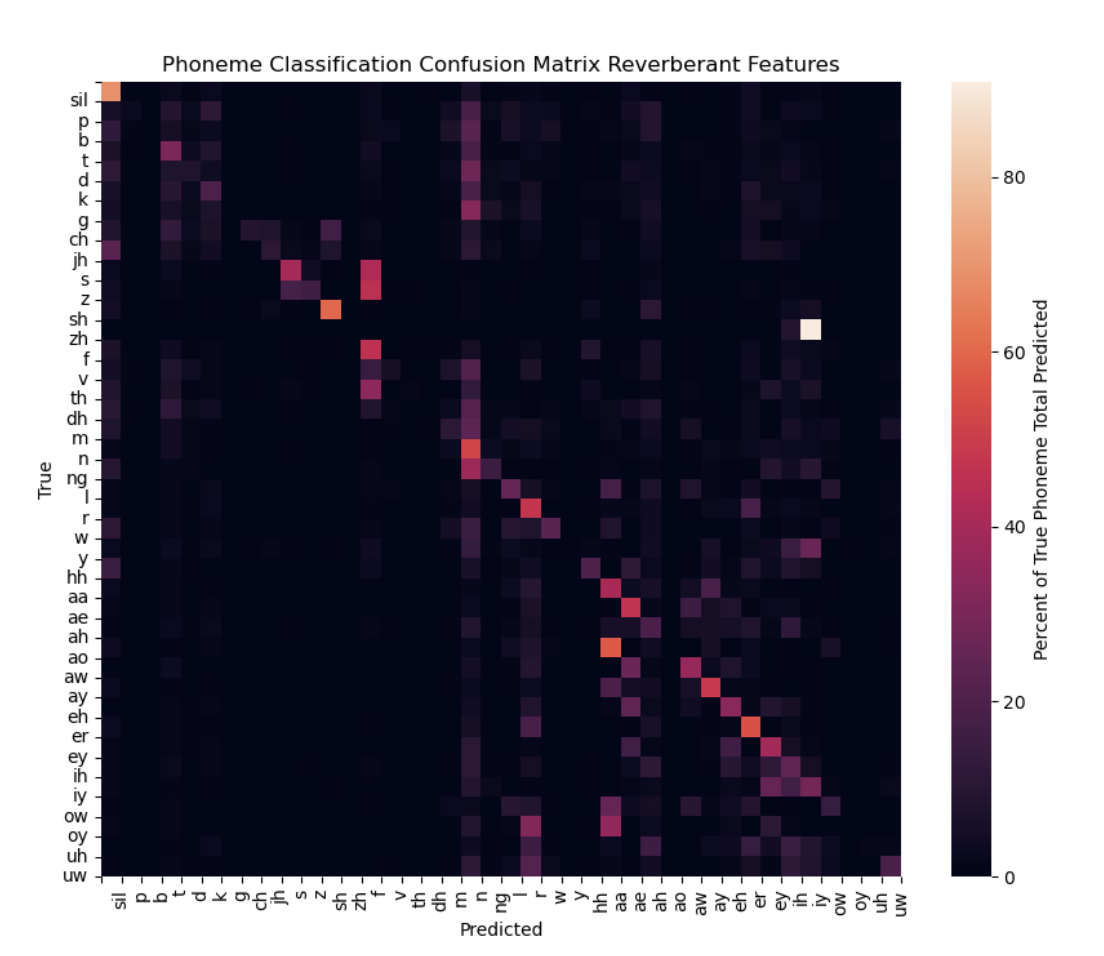 Phoneme Classification Confusion Matrix Reverberant Features
True
sil
p
b
t
d
k
g
ch
jh
s
z
sh
zh
f
v
th
dh
m
n
ng
l
r
w
y
hh
aa
ae
ah
ao
aw
ay
eh
er
ey
ih
iy
ow
oy
uh
uw
sil p b t d k g ch jh s z sh zh f v th dh m n ng l r w y hh aa ae ah ao aw ay eh er ey ih iy ow oy uh uw
Predicted
80
60
40
20
0
Percent of True Phoneme Total Predicted